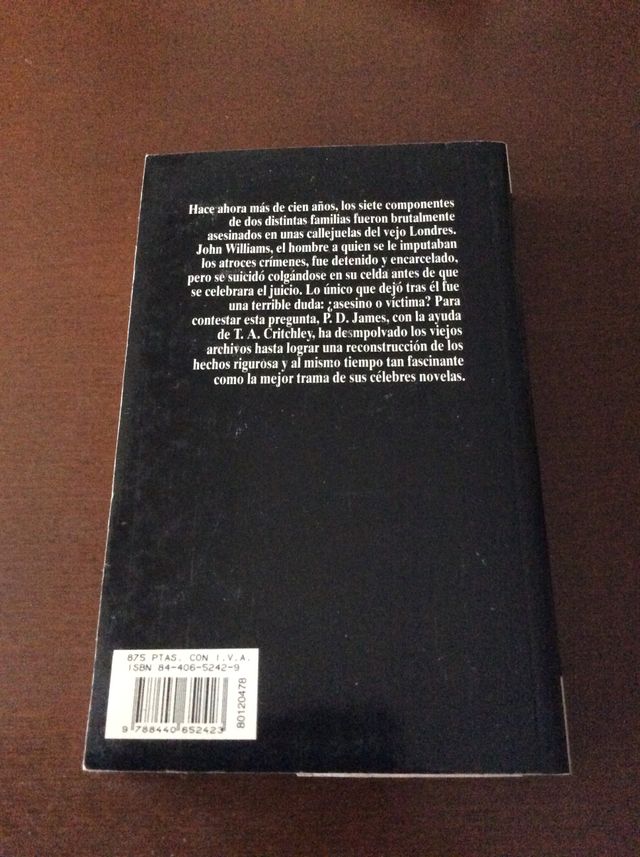 Hace ahora más de cien años, los siete componentes
de dos distintas familias fueron brutalmente
asesinados en unas callejuelas del vejo Londres.
John Williams, el hombre a quien se le imputaban
los atroces crímenes, fue detenido y encarcelado,
pero se suicidó colgándose en su celda antes de que
se celebrara el juicio. Lo único que dejó tras él fue
una terrible duda: ¿asesino o víctima? Para
contestar esta pregunta, P. D. James, con la ayuda
de T. A. Critchley, ha desmpolvado los viejos
archivos hasta lograr una reconstrucción de los
hechos rigurosa y al mismo tiempo tan fascinante
como la mejor trama de sus célebres novelas.
875 PTAS. CON I.V.A.
ISBN 84-406-5242-9
9 788440 652423
80120478